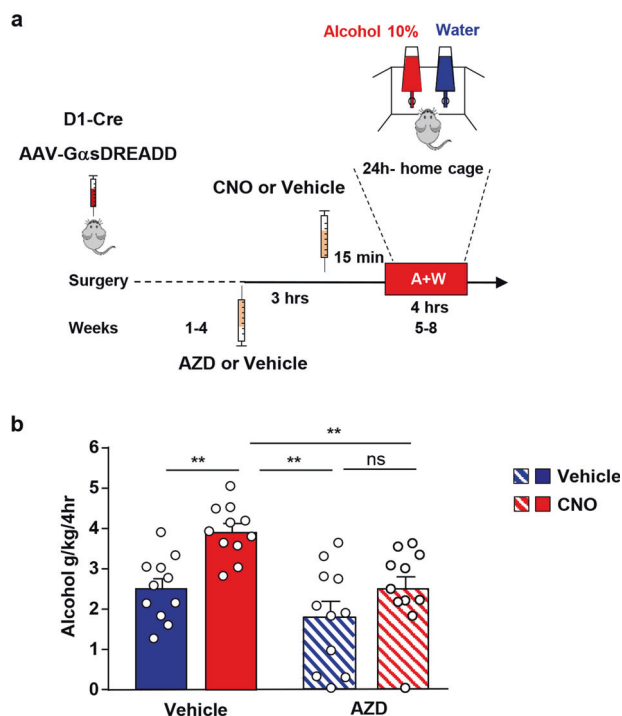 a
Alcohol 10% Water
D1-Cre
AAV-GαsDREADD
24h- home cage
CNO or Vehicle
15 min
Surgery
A+W
3 hrs
4 hrs
Weeks 1-4 5-8
AZD or Vehicle
b
Alcohol g/kg/4hr
6
5
4
3
2
1
0
**
**
**
ns
Vehicle
CNO
Vehicle AZD